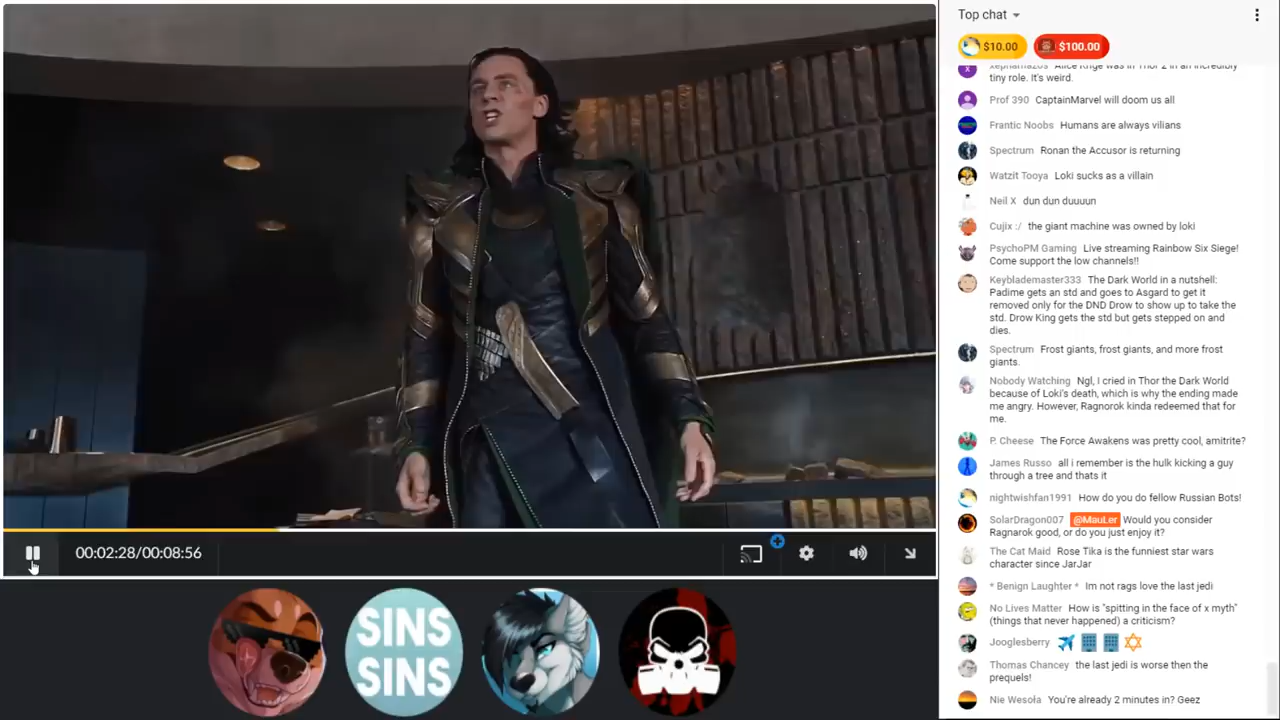 Top chat
$10.00 $100.00
xephania2os Alice Krige was in Thor 2 in an incredibly
tiny role. It's weird.
Prof 390 CaptainMarvel will doom us all
Frantic Noobs Humans are always vilians
Spectrum Ronan the Accusor is returning
Watzit Tooya Loki sucks as a villain
Neil X dun dun duuuun
Cujix :/ the giant machine was owned by loki
PsychoPM Gaming Live streaming Rainbow Six Siege!
Come support the low channels!!
Keyblademaster333 The Dark World in a nutshell:
Padime gets an std and goes to Asgard to get it
removed only for the DND Drow to show up to take the
std. Drow King gets the std but gets stepped on and
dies.
Spectrum Frost giants, frost giants, and more frost
giants.
Nobody Watching Ngl, I cried in Thor the Dark World
because of Loki's death, which is why the ending made
me angry. However, Ragnorok kinda redeemed that for
me.
P. Cheese The Force Awakens was pretty cool, amitrite?
James Russo all i remember is the hulk kicking a guy
through a tree and thats it
nightwishfan1991 How do you do fellow Russian Bots!
SolarDragon007 @MauLer Would you consider
Ragnarok good, or do you just enjoy it?
The Cat Maid Rose Tika is the funniest star wars
character since JarJar
* Benign Laughter * Im not rags love the last jedi
No Lives Matter How is "spitting in the face of x myth"
(things that never happened) a criticism?
Jooglesberry
Thomas Chancey the last jedi is worse then the
prequels!
Nie Wesoła You're already 2 minutes in? Geez
00:02:28/00:08:56
SINS
SINS